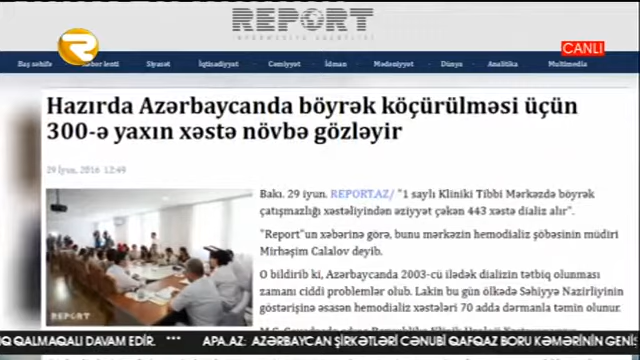 REPORT
INFORMASİYA AGENTLİYİ
CANLI
Baş səhifə Xəbər lenti Siyasət İqtisadiyyat Cəmiyyət İdman Mədəniyyət Dünya Analitika Multimedia
Hazırda Azərbaycanda böyrək köçürülməsi üçün
300-ə yaxın xəstə növbə gözləyir
29 İyun, 2016 12:49
Bakı. 29 iyun. REPORT.AZ/ "1 saylı Kliniki Tibbi Mərkəzdə böyrək
çatışmazlığı xəstəliyindən əziyyət çəkən 443 xəstə dializ alır".
"Report"un xəbərinə görə, bunu mərkəzin hemodializ şöbəsinin müdiri
Mirhəşim Calalov deyib.
O bildirib ki, Azərbaycanda 2003-cü ilədək dializin tətbiq olunması
zamanı ciddi problemlər olub. Lakin bu gün ölkədə Səhiyyə Nazirliyinin
göstərişinə əsasən hemodializ xəstələri 70 adda dərmanla təmin olunur.
REPORT
IQ QALMAQALI DAVAM EDIR. *** APA.AZ: AZƏRBAYCAN ŞİRKƏTLƏRİ CƏNUBİ QAFQAZ BORU KƏMƏRİNİN GENİŞ